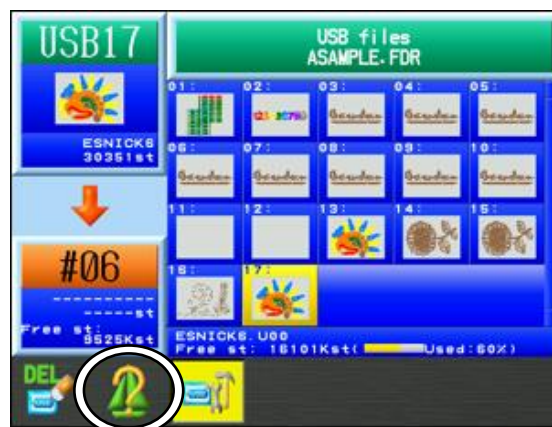 USB17
ESNICK6
30351st
#06
----------
-----st
Free st:
9525Kst
USB files
ASAMPLE.FDR
01:
02:
03:
04:
05:
06:
07:
08:
09:
10:
11:
12:
13:
14:
15:
16:
17:
ESNICK6.U00
Free st: 16101Kst( Used:60%)
DEL